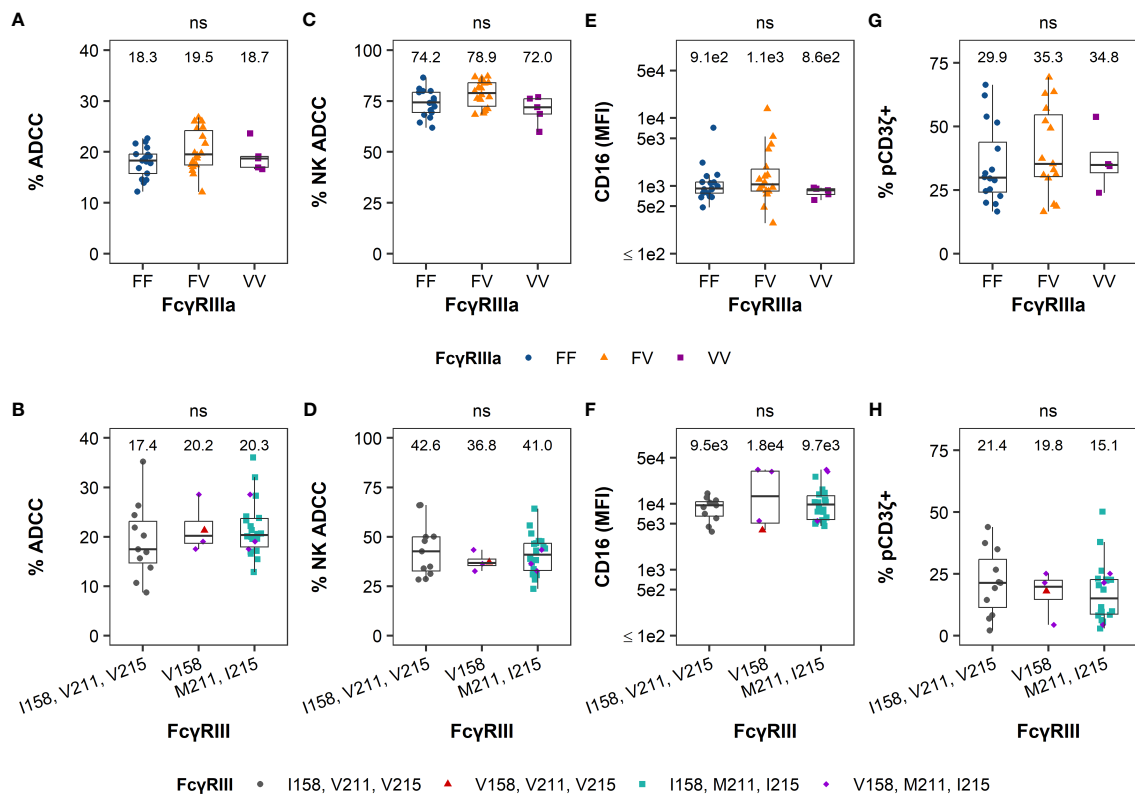 A
ns
18.3 19.5 18.7
% ADCC
40
30
20
10
0
FF FV VV
FcγRIIIa
C
ns
74.2 78.9 72.0
% NK ADCC
100
75
50
25
0
FF FV VV
FcγRIIIa
E
ns
9.1e2 1.1e3 8.6e2
CD16 (MFI)
5e4
1e4
1e3
5e2
≤ 1e2
FF FV VV
FcγRIIIa
G
ns
29.9 35.3 34.8
% pCD3ζ+
75
50
25
0
FF FV VV
FcγRIIIa
FcγRIIIa FF FV VV
B
ns
17.4 20.2 20.3
% ADCC
40
30
20
10
0
I158, V211, V215
V158
M211, I215
FcγRIII
D
ns
42.6 36.8 41.0
% NK ADCC
100
75
50
25
0
I158, V211, V215
V158
M211, I215
FcγRIII
F
ns
9.5e3 1.8e4 9.7e3
CD16 (MFI)
5e4
1e4
5e3
1e3
5e2
≤ 1e2
I158, V211, V215
V158
M211, I215
FcγRIII
H
ns
21.4 19.8 15.1
% pCD3ζ+
75
50
25
0
I158, V211, V215
V158
M211, I215
FcγRIII
FcγRIII I158, V211, V215 V158, V211, V215 I158, M211, I215 V158, M211, I215